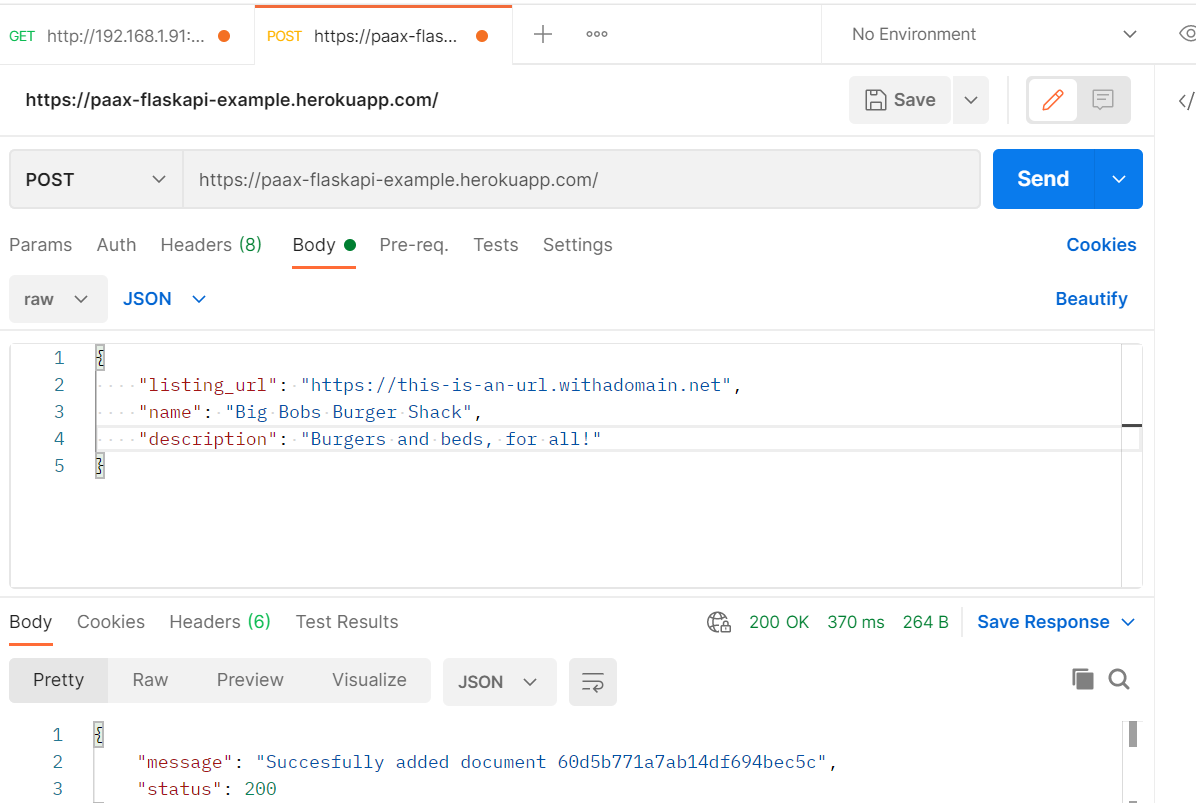 GET http://192.168.1.91:... POST https://paax-flas... No Environment
https://paax-flaskapi-example.herokuapp.com/ Save
POST https://paax-flaskapi-example.herokuapp.com/ Send
Params Auth Headers (8) Body Pre-req. Tests Settings Cookies
raw JSON Beautify
1 {
2 "listing_url": "https://this-is-an-url.withadomain.net",
3 "name": "Big Bobs Burger Shack",
4 "description": "Burgers and beds, for all!"
5 }
Body Cookies Headers (6) Test Results 200 OK 370 ms 264 B Save Response
Pretty Raw Preview Visualize JSON
1 {
2 "message": "Succesfully added document 60d5b771a7ab14df694bec5c",
3 "status": 200